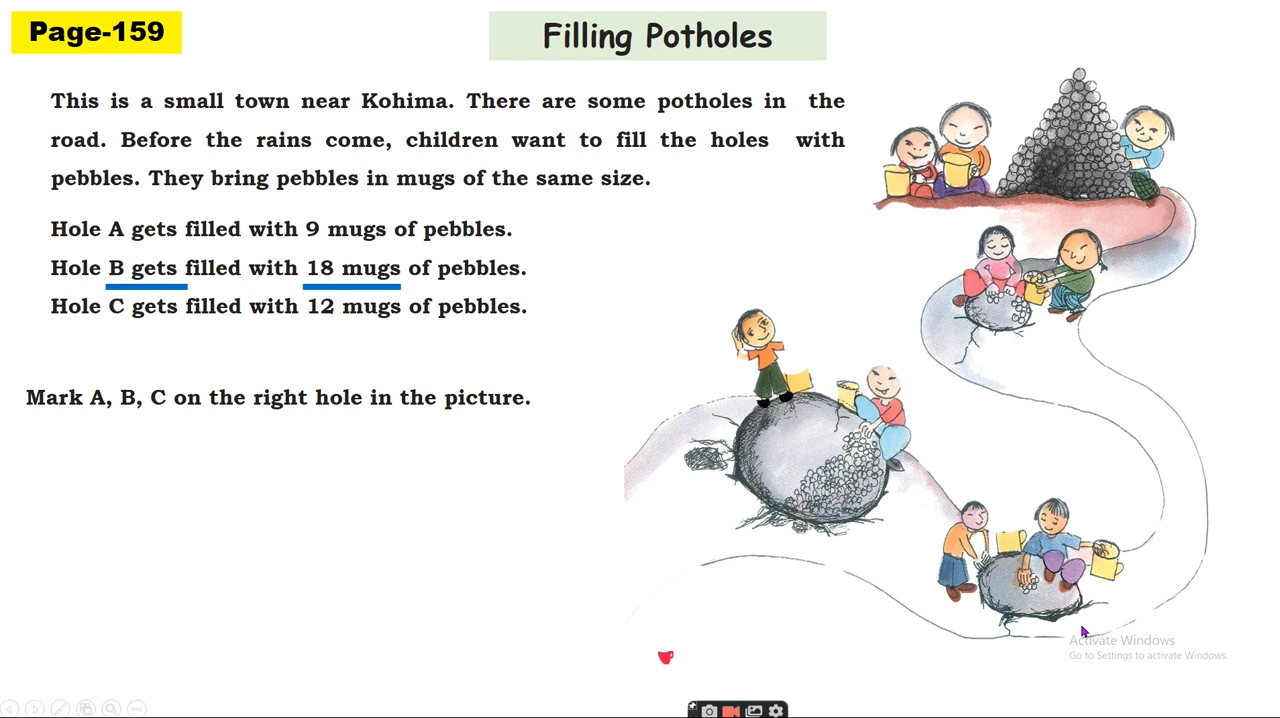 Page-159
Filling Potholes
This is a small town near Kohima. There are some potholes in the
road. Before the rains come, children want to fill the holes with
pebbles. They bring pebbles in mugs of the same size.
Hole A gets filled with 9 mugs of pebbles.
Hole B gets filled with 18 mugs of pebbles.
Hole C gets filled with 12 mugs of pebbles.
Mark A, B, C on the right hole in the picture.
Activate Windows
Go to Settings to activate Windows.